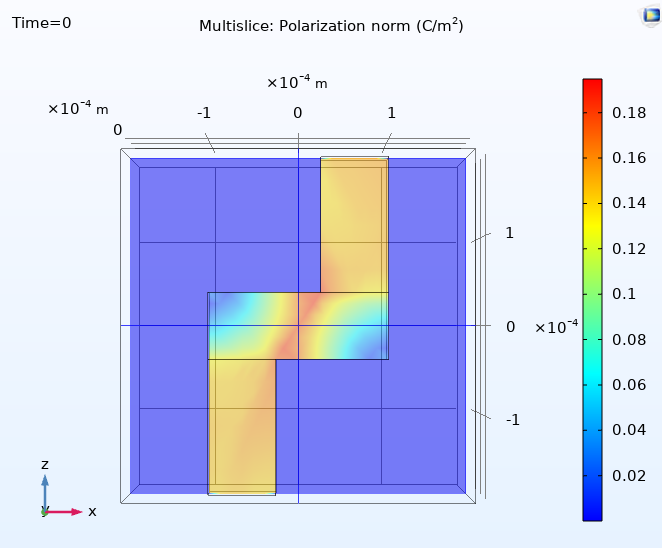 Time=0
Multislice: Polarization norm (C/m²)
×10⁻⁴ m
×10⁻⁴ m
-1
0
1
0
0.18
0.16
0.14
0.12
0.1
0.08
0.06
0.04
0.02
1
0
×10⁻⁴
-1
z
y
x